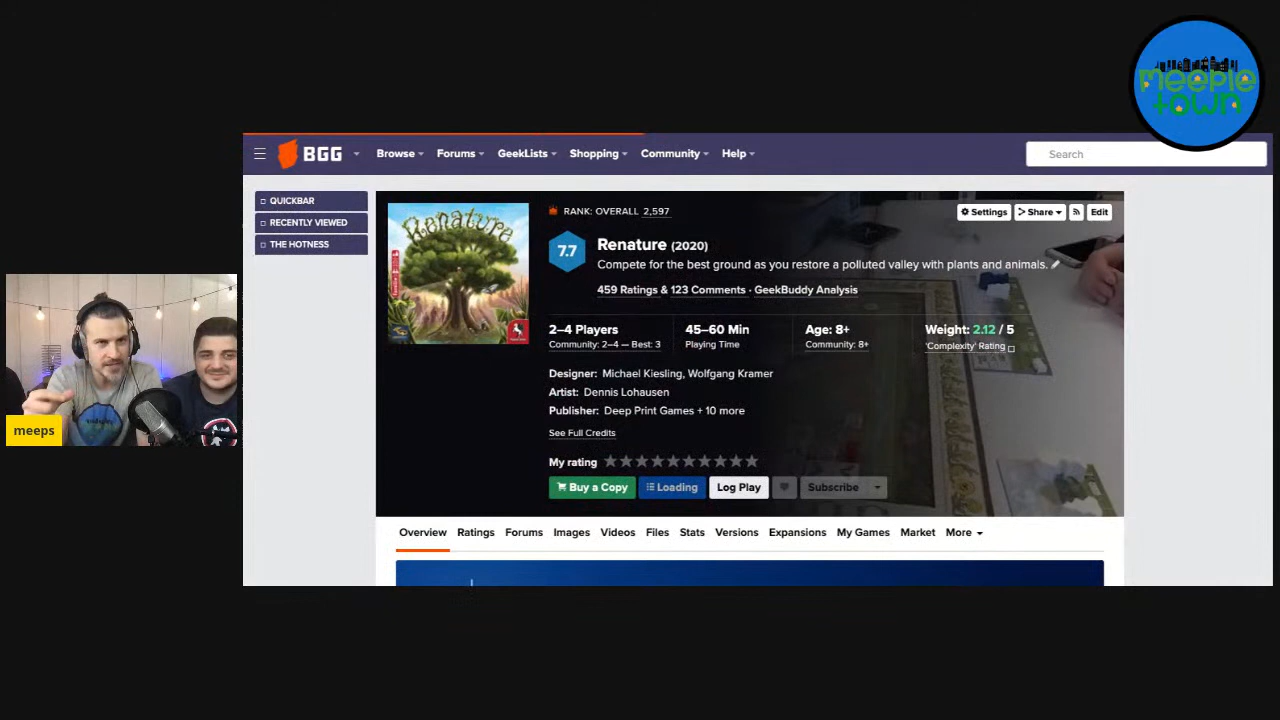 meeple
town
BGG
Browse
Forums
GeekLists
Shopping
Community
Help
Search
QUICKBAR
RECENTLY VIEWED
THE HOTNESS
Renature
RANK: OVERALL 2,597
Settings
Share
Edit
7.7
Renature (2020)
Compete for the best ground as you restore a polluted valley with plants and animals.
459 Ratings & 123 Comments · GeekBuddy Analysis
2–4 Players
Community: 2–4 — Best: 3
45–60 Min
Playing Time
Age: 8+
Community: 8+
Weight: 2.12 / 5
'Complexity' Rating
Designer: Michael Kiesling, Wolfgang Kramer
Artist: Dennis Lohausen
Publisher: Deep Print Games + 10 more
See Full Credits
My rating
Buy a Copy
Loading
Log Play
Subscribe
Overview
Ratings
Forums
Images
Videos
Files
Stats
Versions
Expansions
My Games
Market
More
meeps